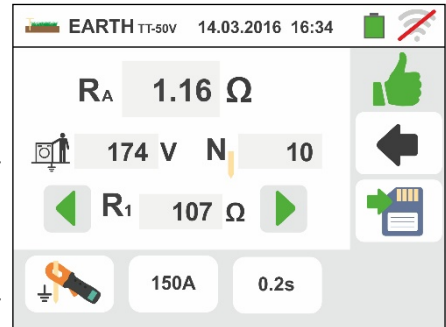 EARTH TT-50V 14.03.2016 16:34
RA 1.16 Ω
174 V N 10
R1 107 Ω
150A 0.2s